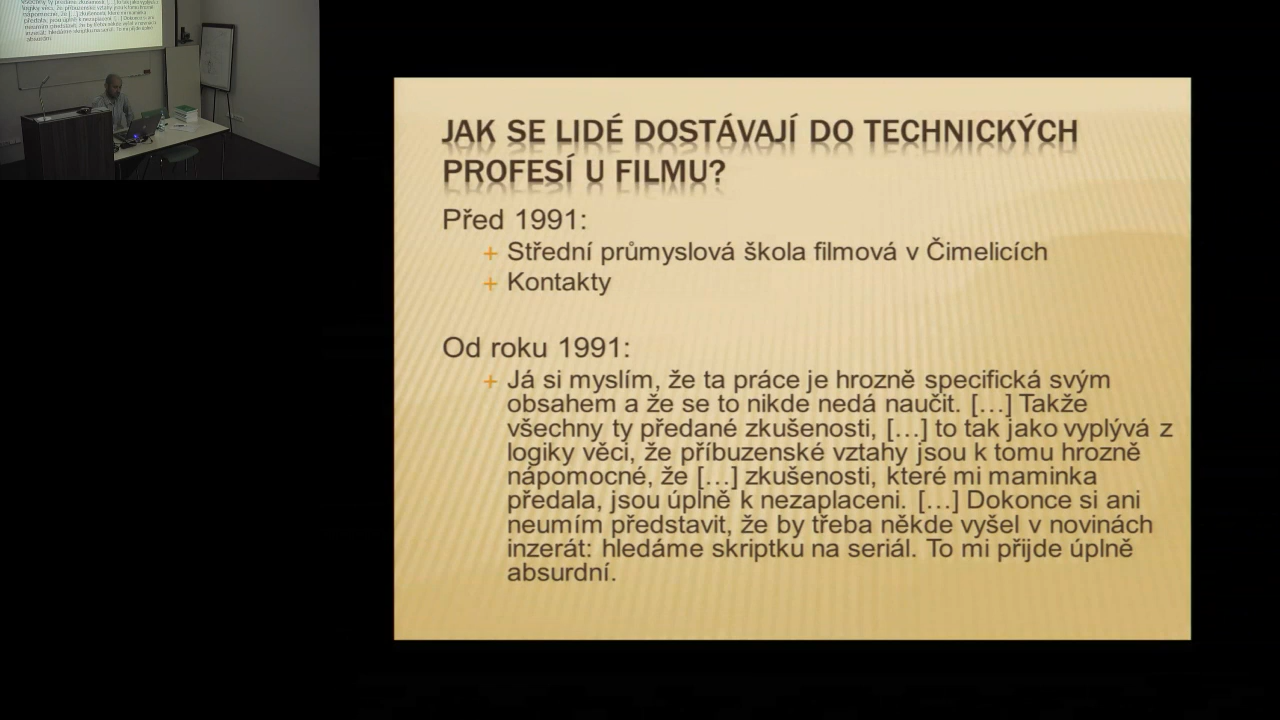 JAK SE LIDÉ DOSTÁVAJÍ DO TECHNICKÝCH
PROFESÍ U FILMU?
Před 1991:
+ Střední průmyslová škola filmová v Čimelicích
+ Kontakty
Od roku 1991:
+ Já si myslím, že ta práce je hrozně specifická svým
obsahem a že se to nikde nedá naučit. […] Takže
všechny ty předané zkušenosti, […] to tak jako vyplývá z
logiky věci, že příbuzenské vztahy jsou k tomu hrozně
nápomocné, že […] zkušenosti, které mi maminka
předala, jsou úplně k nezaplaceni. […] Dokonce si ani
neumím představit, že by třeba někde vyšel v novinách
inzerát: hledáme skriptku na seriál. To mi přijde úplně
absurdní.